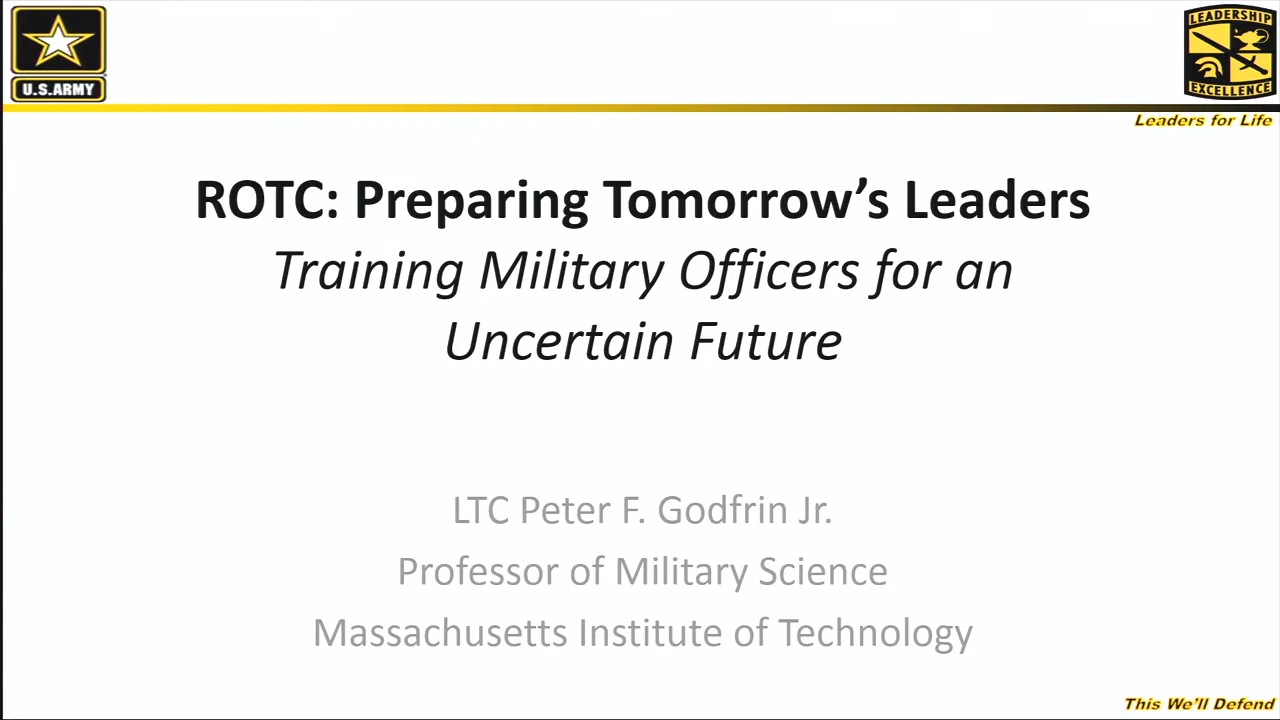 U.S.ARMY
LEADERSHIP
EXCELLENCE
Leaders for Life
ROTC: Preparing Tomorrow’s Leaders
Training Military Officers for an
Uncertain Future
LTC Peter F. Godfrin Jr.
Professor of Military Science
Massachusetts Institute of Technology
This We'll Defend